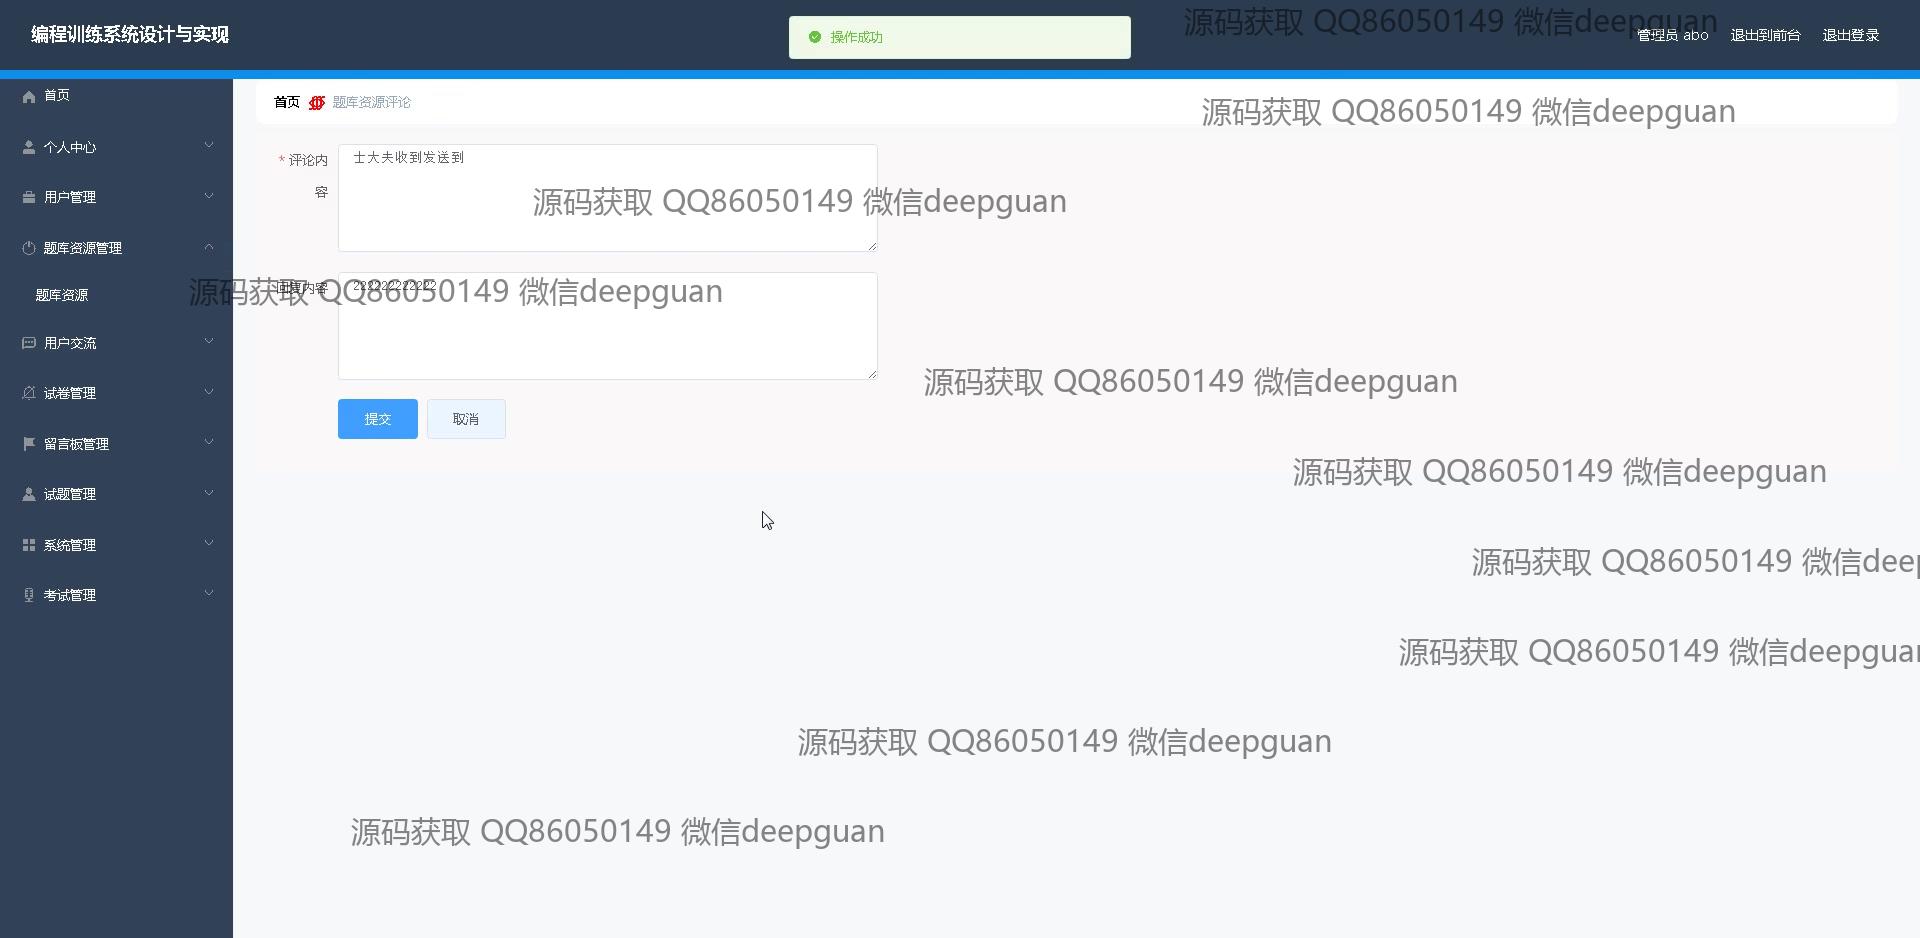 编程训练系统设计与实现
操作成功
源码获取 QQ86050149 微信deepguan
管理员 abo
退出到前台
退出登录
首页
首页
题库资源评论
源码获取 QQ86050149 微信deepguan
个人中心
* 评论内容
士大夫收到发送到
用户管理
源码获取 QQ86050149 微信deepguan
题库资源管理
题库资源
回复内容
222222222222
源码获取 QQ86050149 微信deepguan
用户交流
源码获取 QQ86050149 微信deepguan
试卷管理
提交
取消
留言板管理
源码获取 QQ86050149 微信deepguan
试题管理
系统管理
源码获取 QQ86050149 微信deep
考试管理
源码获取 QQ86050149 微信deepguan
源码获取 QQ86050149 微信deepguan
源码获取 QQ86050149 微信deepguan